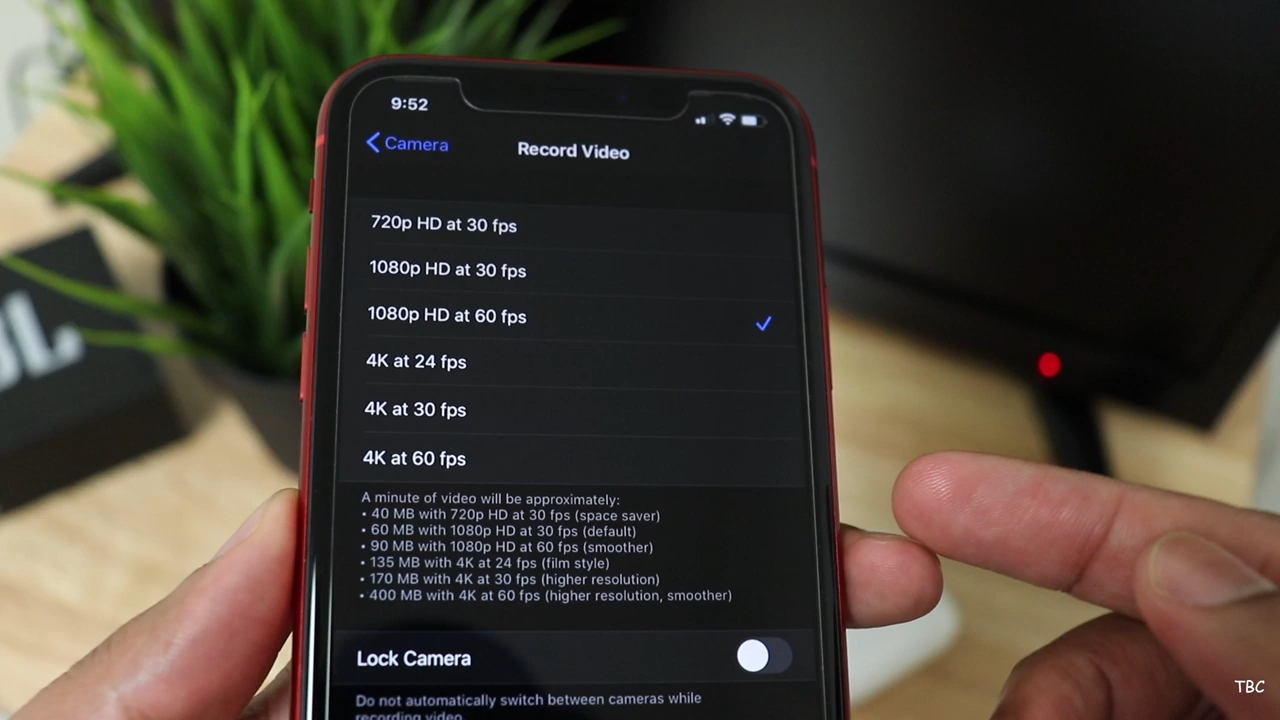 9:52
Camera
Record Video
720p HD at 30 fps
1080p HD at 30 fps
1080p HD at 60 fps
4K at 24 fps
4K at 30 fps
4K at 60 fps
A minute of video will be approximately:
• 40 MB with 720p HD at 30 fps (space saver)
• 60 MB with 1080p HD at 30 fps (default)
• 90 MB with 1080p HD at 60 fps (smoother)
• 135 MB with 4K at 24 fps (film style)
• 170 MB with 4K at 30 fps (higher resolution)
• 400 MB with 4K at 60 fps (higher resolution, smoother)
Lock Camera
Do not automatically switch between cameras while
recording video.
TBC